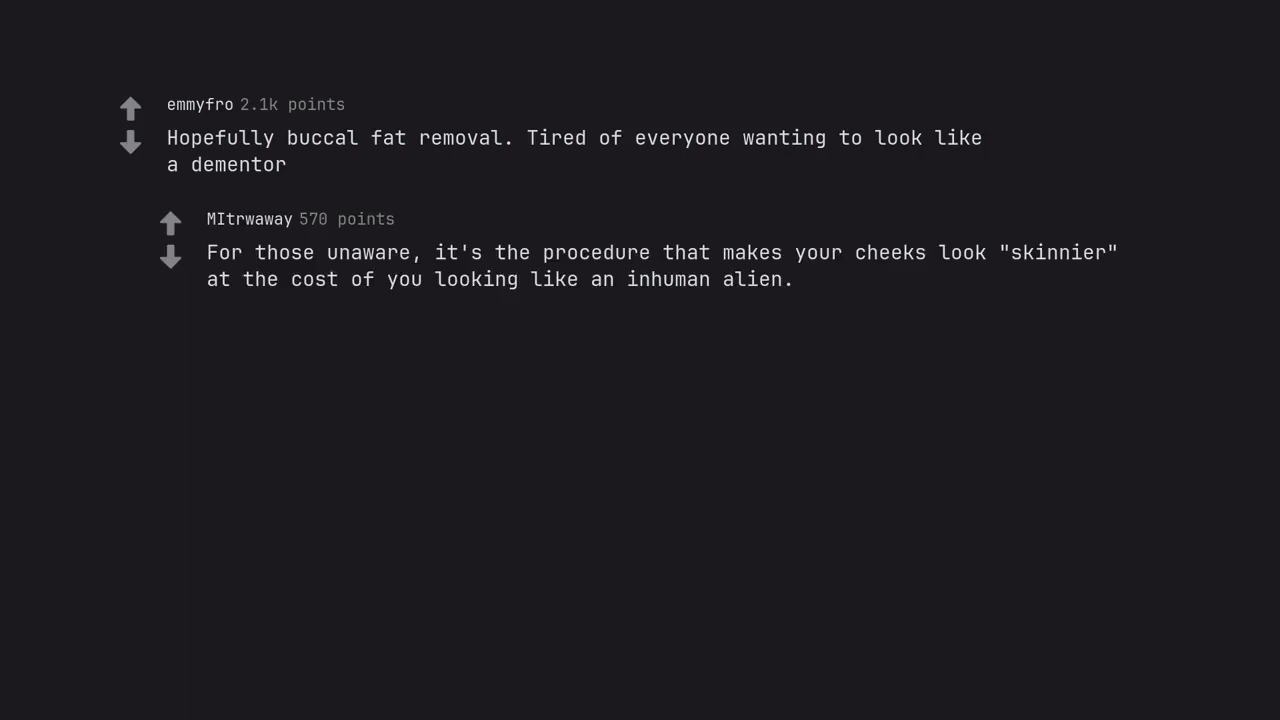 emmyfro 2.1k points
Hopefully buccal fat removal. Tired of everyone wanting to look like
a dementor
MItrwaway 570 points
For those unaware, it's the procedure that makes your cheeks look "skinnier"
at the cost of you looking like an inhuman alien.